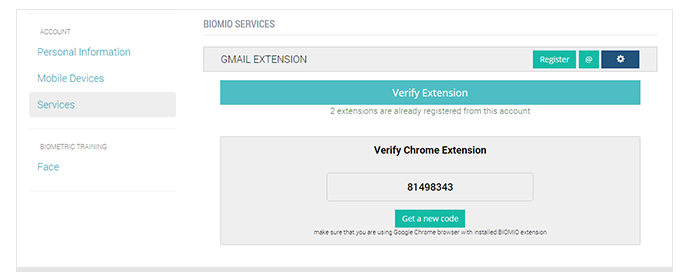 ACCOUNT
Personal Information
Mobile Devices
Services
BIOMETRIC TRAINING
Face
BIOMIO SERVICES
GMAIL EXTENSION
Register
@
Verify Extension
2 extensions are already registered from this account
Verify Chrome Extension
81498343
Get a new code
make sure that you are using Google Chrome browser with installed BIOMIO extension